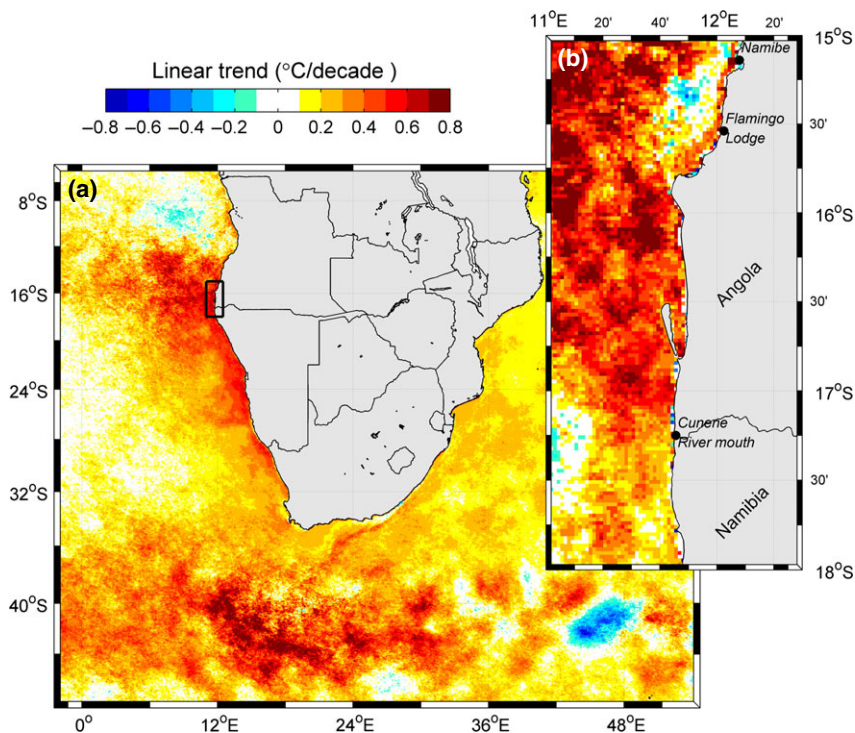 Linear trend (°C/decade )
−0.8 −0.6 −0.4 −0.2 0 0.2 0.4 0.6 0.8
(a)
8°S
16°S
24°S
32°S
40°S
0° 12°E 24°E 36°E 48°E
11°E 20' 40' 12°E 20'
(b)
15°S
Namibe
Flamingo
Lodge
30'
16°S
Angola
30'
17°S
Cunene
River mouth
30'
Namibia
18°S